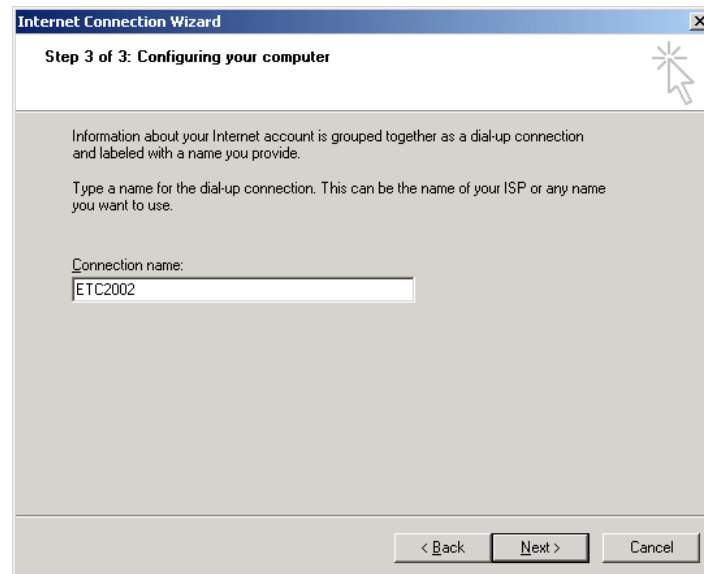 Internet Connection Wizard
Step 3 of 3: Configuring your computer
Information about your Internet account is grouped together as a dial-up connection
and labeled with a name you provide.
Type a name for the dial-up connection. This can be the name of your ISP or any name
you want to use.
Connection name:
ETC2002
< Back Next > Cancel